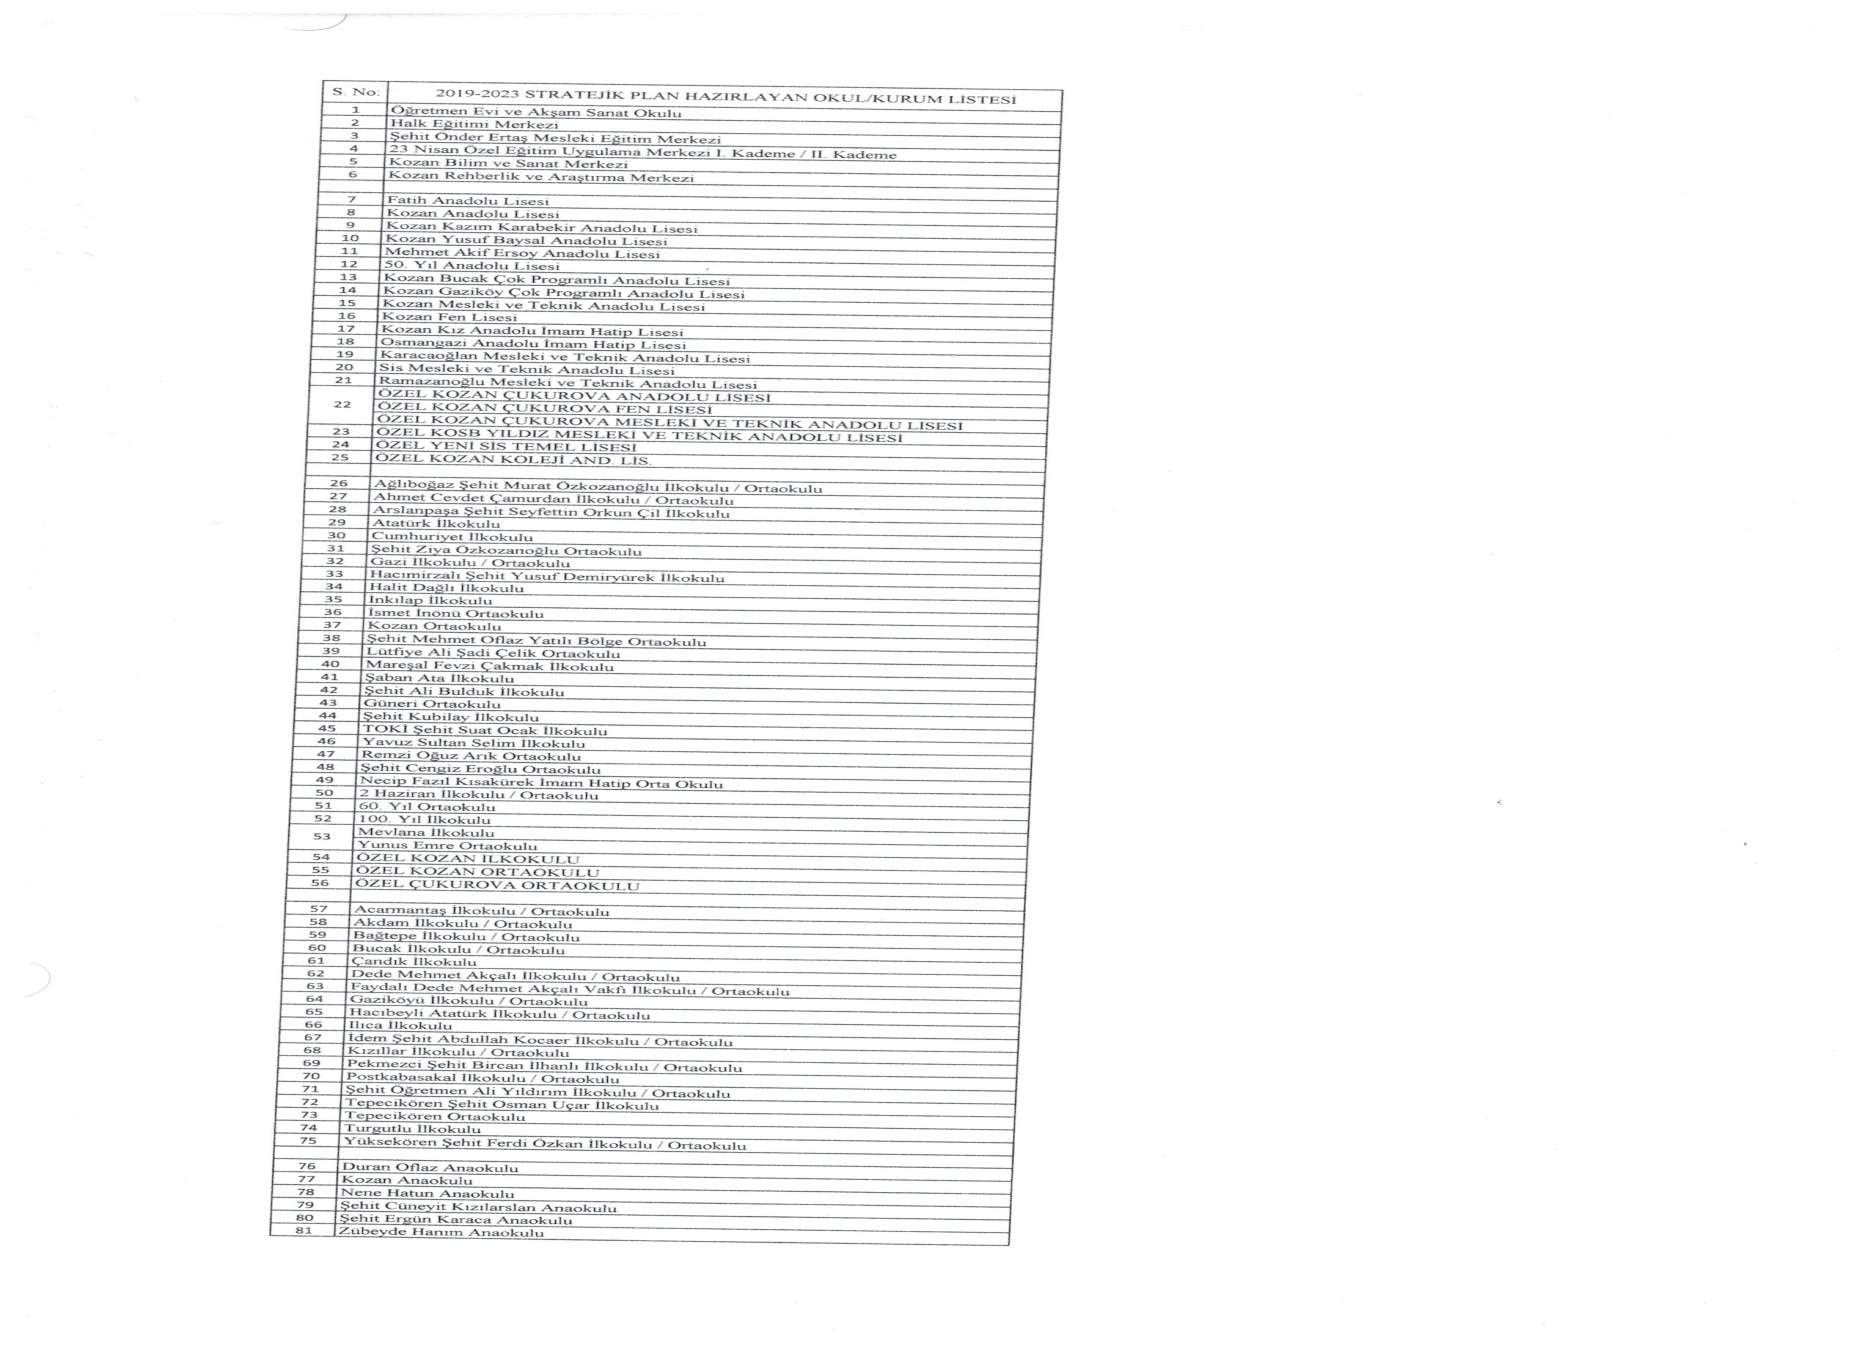 S. No: 2019-2023 STRATEJİK PLAN HAZIRLAYAN OKUL/KURUM LİSTESİ
1 Öğretmen Evi ve Akşam Sanat Okulu
2 Halk Eğitimi Merkezi
3 Şehit Önder Ertaş Mesleki Eğitim Merkezi
4 23 Nisan Özel Eğitim Uygulama Merkezi I. Kademe / II. Kademe
5 Kozan Bilim ve Sanat Merkezi
6 Kozan Rehberlik ve Araştırma Merkezi
7 Fatih Anadolu Lisesi
8 Kozan Anadolu Lisesi
9 Kozan Kazım Karabekir Anadolu Lisesi
10 Kozan Yusuf Baysal Anadolu Lisesi
11 Mehmet Akif Ersoy Anadolu Lisesi
12 50. Yıl Anadolu Lisesi
13 Kozan Bucak Çok Programlı Anadolu Lisesi
14 Kozan Gaziköy Çok Programlı Anadolu Lisesi
15 Kozan Mesleki ve Teknik Anadolu Lisesi
16 Kozan Fen Lisesi
17 Kozan Kız Anadolu İmam Hatip Lisesi
18 Osmangazi Anadolu İmam Hatip Lisesi
19 Karacaoğlan Mesleki ve Teknik Anadolu Lisesi
20 Sis Mesleki ve Teknik Anadolu Lisesi
21 Ramazanoğlu Mesleki ve Teknik Anadolu Lisesi
ÖZEL KOZAN ÇUKUROVA ANADOLU LİSESİ
22 ÖZEL KOZAN ÇUKUROVA FEN LİSESİ
ÖZEL KOZAN ÇUKUROVA MESLEKİ VE TEKNİK ANADOLU LİSESİ
23 ÖZEL KOSB YILDIZ MESLEKİ VE TEKNİK ANADOLU LİSESİ
24 ÖZEL YENİ SİS TEMEL LİSESİ
25 ÖZEL KOZAN KOLEJİ AND. LİS.
26 Ağlıboğaz Şehit Murat Özkozanoğlu İlkokulu / Ortaokulu
27 Ahmet Cevdet Çamurdan İlkokulu / Ortaokulu
28 Arslanpaşa Şehit Seyfettin Orkun Çil İlkokulu
29 Atatürk İlkokulu
30 Cumhuriyet İlkokulu
31 Şehit Ziya Özkozanoğlu Ortaokulu
32 Gazi İlkokulu / Ortaokulu
33 Hacımirzalı Şehit Yusuf Demiryürek İlkokulu
34 Halit Dağlı İlkokulu
35 İnkılap İlkokulu
36 İsmet İnönü Ortaokulu
37 Kozan Ortaokulu
38 Şehit Mehmet Oflaz Yatılı Bölge Ortaokulu
39 Lütfiye Ali Şadi Çelik Ortaokulu
40 Mareşal Fevzi Çakmak İlkokulu
41 Şaban Ata İlkokulu
42 Şehit Ali Bulduk İlkokulu
43 Güneri Ortaokulu
44 Şehit Kubilay İlkokulu
45 TOKİ Şehit Suat Ocak İlkokulu
46 Yavuz Sultan Selim İlkokulu
47 Remzi Oğuz Arık Ortaokulu
48 Şehit Cengiz Eroğlu Ortaokulu
49 Necip Fazıl Kısakürek İmam Hatip Orta Okulu
50 2 Haziran İlkokulu / Ortaokulu
51 60. Yıl Ortaokulu
52 100. Yıl İlkokulu
53 Mevlana İlkokulu
Yunus Emre Ortaokulu
54 ÖZEL KOZAN İLKOKULU
55 ÖZEL KOZAN ORTAOKULU
56 ÖZEL ÇUKUROVA ORTAOKULU
57 Acarmantaş İlkokulu / Ortaokulu
58 Akdam İlkokulu / Ortaokulu
59 Bağtepe İlkokulu / Ortaokulu
60 Bucak İlkokulu / Ortaokulu
61 Çandık İlkokulu
62 Dede Mehmet Akçalı İlkokulu / Ortaokulu
63 Faydalı Dede Mehmet Akçalı Vakfı İlkokulu / Ortaokulu
64 Gaziköyü İlkokulu / Ortaokulu
65 Hacıbeyli Atatürk İlkokulu / Ortaokulu
66 Ilıca İlkokulu
67 İdem Şehit Abdullah Kocaer İlkokulu / Ortaokulu
68 Kızıllar İlkokulu / Ortaokulu
69 Pekmezci Şehit Bircan İlhanlı İlkokulu / Ortaokulu
70 Postkabasakal İlkokulu / Ortaokulu
71 Şehit Öğretmen Ali Yıldırım İlkokulu / Ortaokulu
72 Tepecikören Şehit Osman Uçar İlkokulu
73 Tepecikören Ortaokulu
74 Turgutlu İlkokulu
75 Yüksekören Şehit Ferdi Özkan İlkokulu / Ortaokulu
76 Duran Oflaz Anaokulu
77 Kozan Anaokulu
78 Nene Hatun Anaokulu
79 Şehit Cüneyit Kızılarslan Anaokulu
80 Şehit Ergün Karaca Anaokulu
81 Zübeyde Hanım Anaokulu